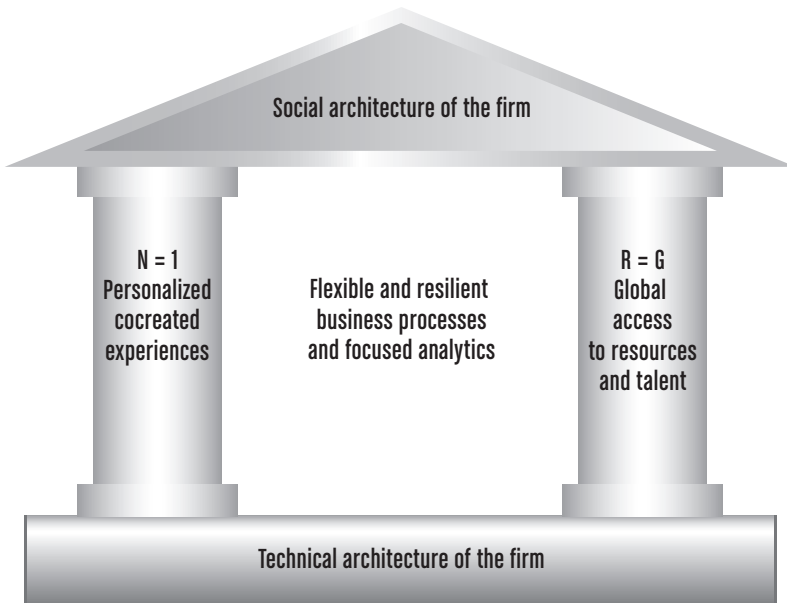 Social architecture of the firm
N = 1
Personalized
cocreated
experiences
Flexible and resilient
business processes
and focused analytics
R = G
Global
access
to resources
and talent
Technical architecture of the firm